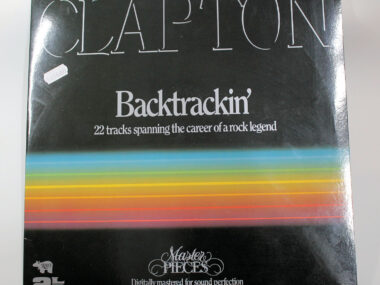 CLAPTON
Backtrackin'
22 tracks spanning the career of a rock legend
Master
PIECES
Digitally mastered for sound perfection